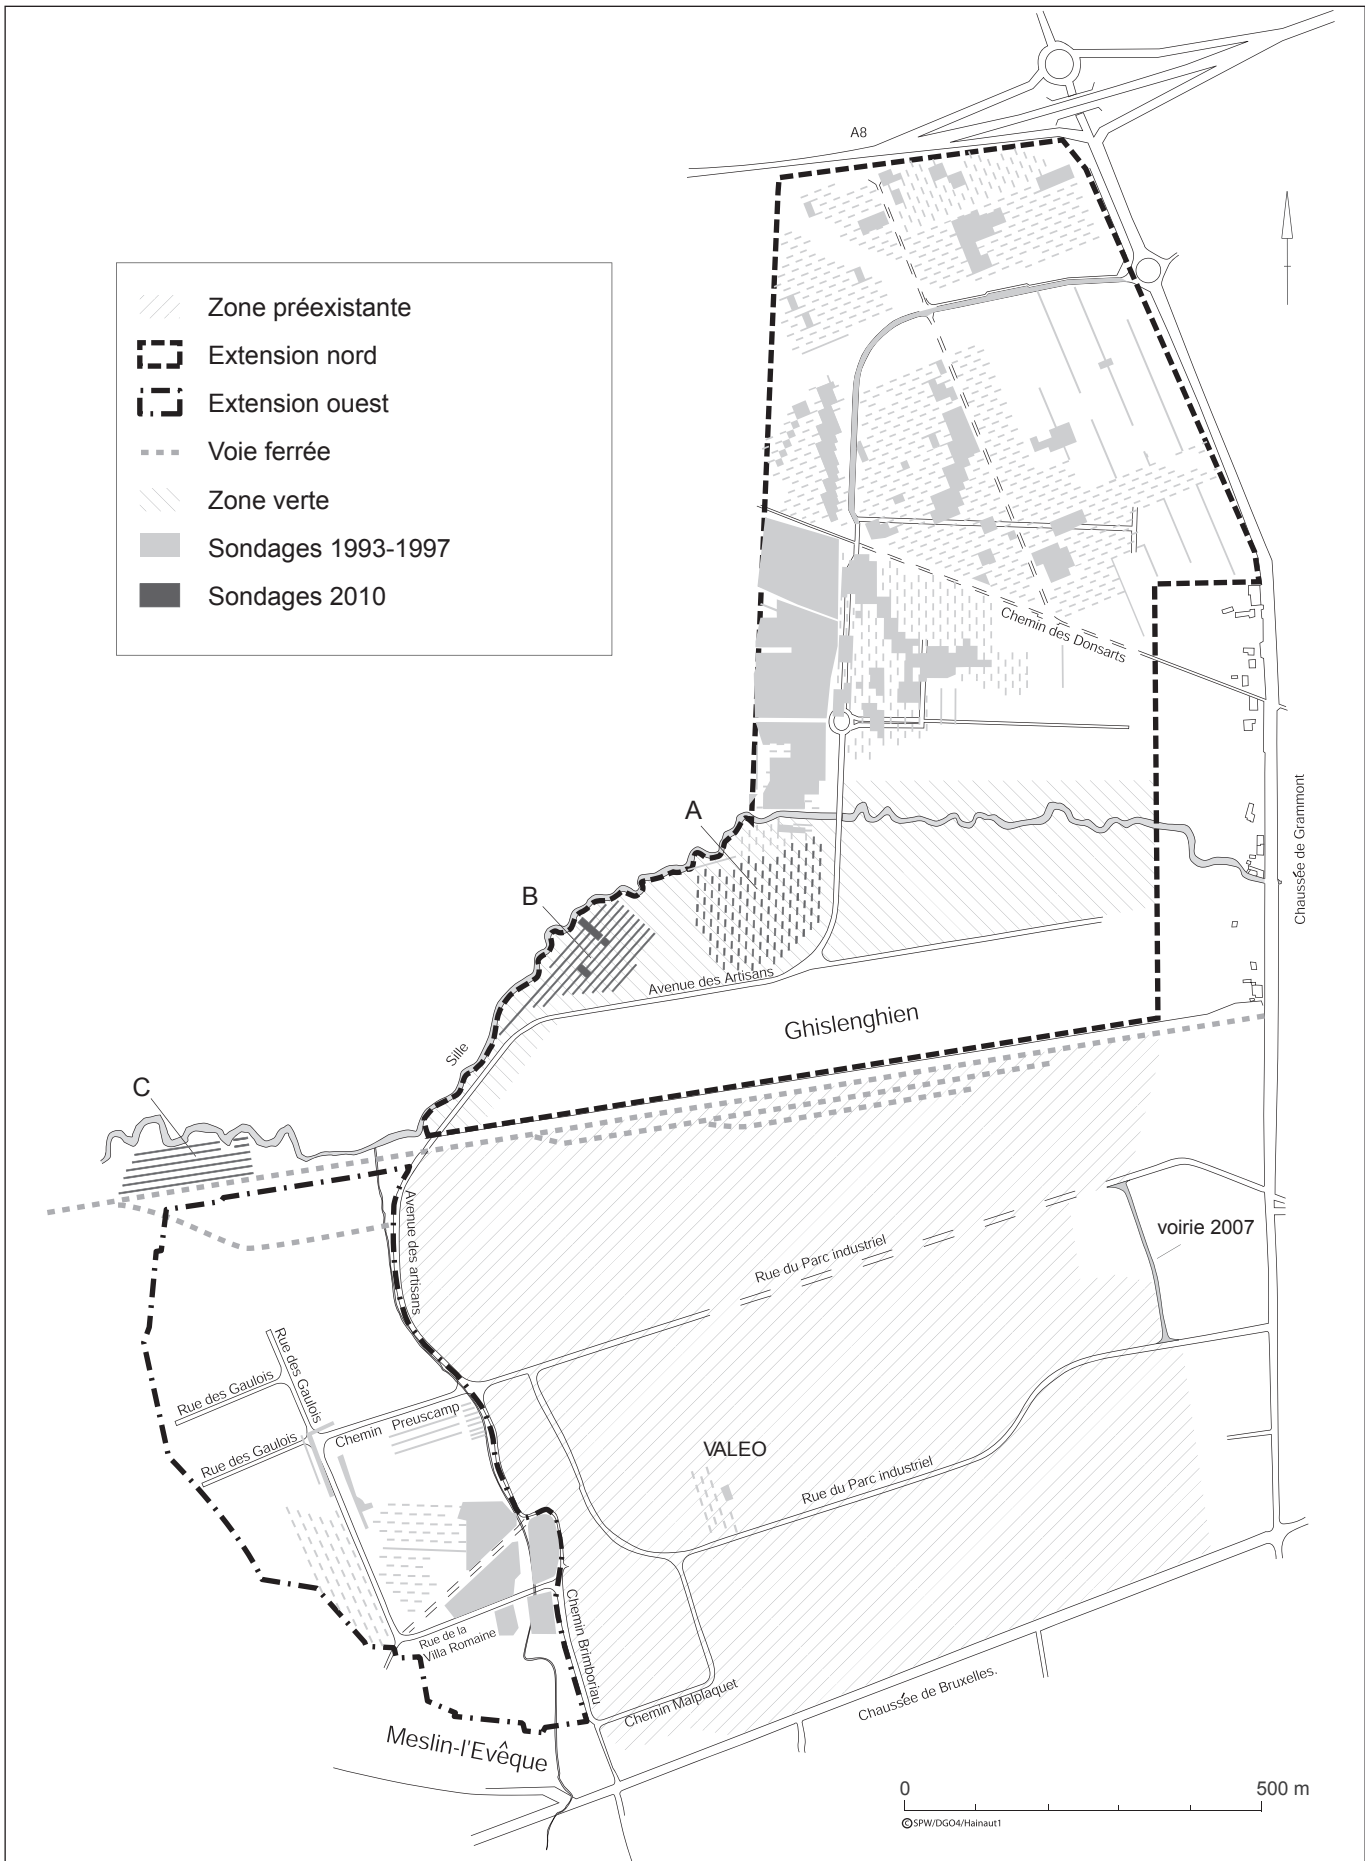 A8
Zone préexistante
Extension nord
Extension ouest
Voie ferrée
Zone verte
Sondages 1993-1997
Sondages 2010
Chemin des Donsarts
Chaussée de Grammont
A
B
Avenue des Artisans
Ghislenghien
Sille
C
Avenue des artisans
voirie 2007
Rue du Parc industriel
Rue des Gaulois
Rue des Gaulois
Rue des Gaulois
Chemin Preuscamp
VALEO
Rue du Parc industriel
Rue de la
Villa Romaine
Chemin Brimboriau
Chemin Malplaquet
Chaussée de Bruxelles.
Meslin-l'Evêque
0 500 m
©SPW/DGO4/Hainaut1